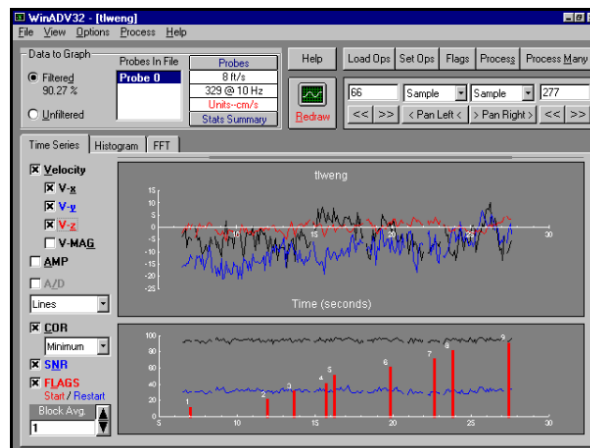 WinADV32 - [tlweng]
File View Options Process Help
Data to Graph
Filtered
90.27 %
Unfiltered
Probes In File
Probe 0
Probes
8 ft/s
329 @ 10 Hz
Units--cm/s
Stats Summary
Help
Load Ops Set Ops Flags Process Process Many
Redraw
66 Sample Sample 277
<< >> < Pan Left < > Pan Right > << >>
Time Series Histogram FFT
Velocity
V-x
V-y
V-z
V-MAG
AMP
A/D
Lines
COR
Minimum
SNR
FLAGS
Start / Restart
Block Avg.
1
tlweng
15
10
5
0
-5
-10
-15
-20
-25
10 15 20 25 30
Time (seconds)
100
80
60
40
20
0
1 2 3 4 5 6 7 8 9
5 10 15 20 25 30